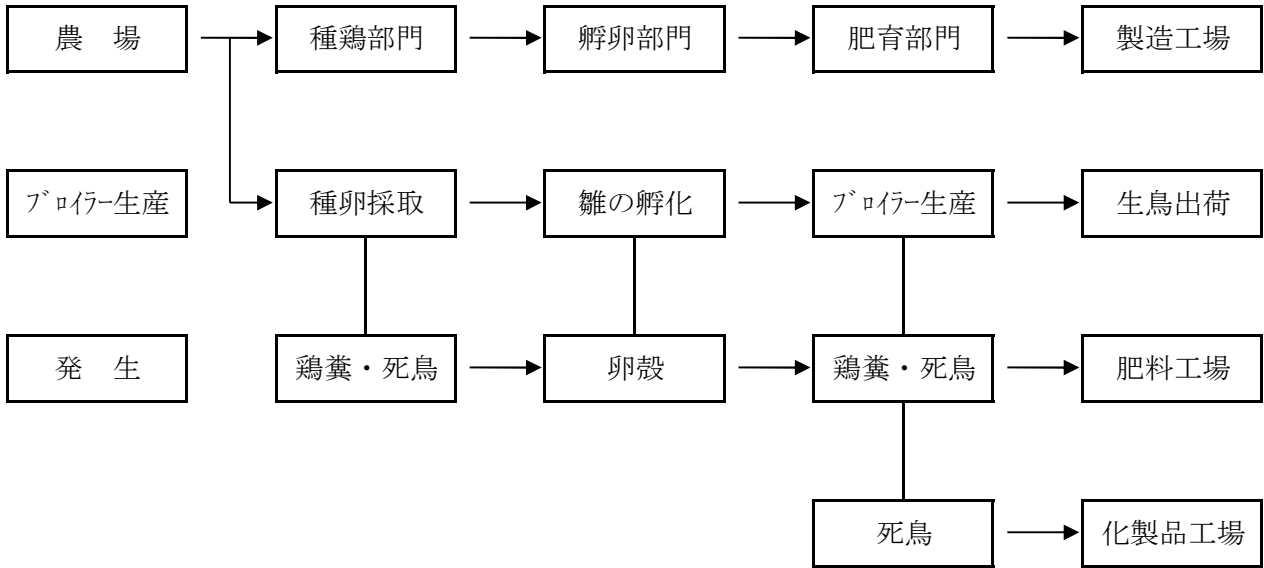 農　場
種鶏部門
孵卵部門
肥育部門
製造工場
ﾌﾞﾛｲﾗｰ生産
種卵採取
雛の孵化
ﾌﾞﾛｲﾗｰ生産
生鳥出荷
発　生
鶏糞・死鳥
卵殻
鶏糞・死鳥
肥料工場
死鳥
化製品工場